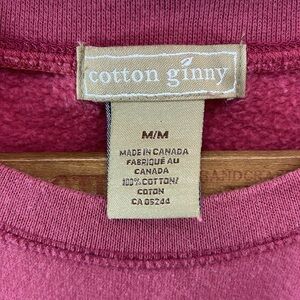 cotton ginny
M/M
MADE IN CANADA
FABRIQUÉ AU
CANADA
100% COTTON/
COTON
CA 05244